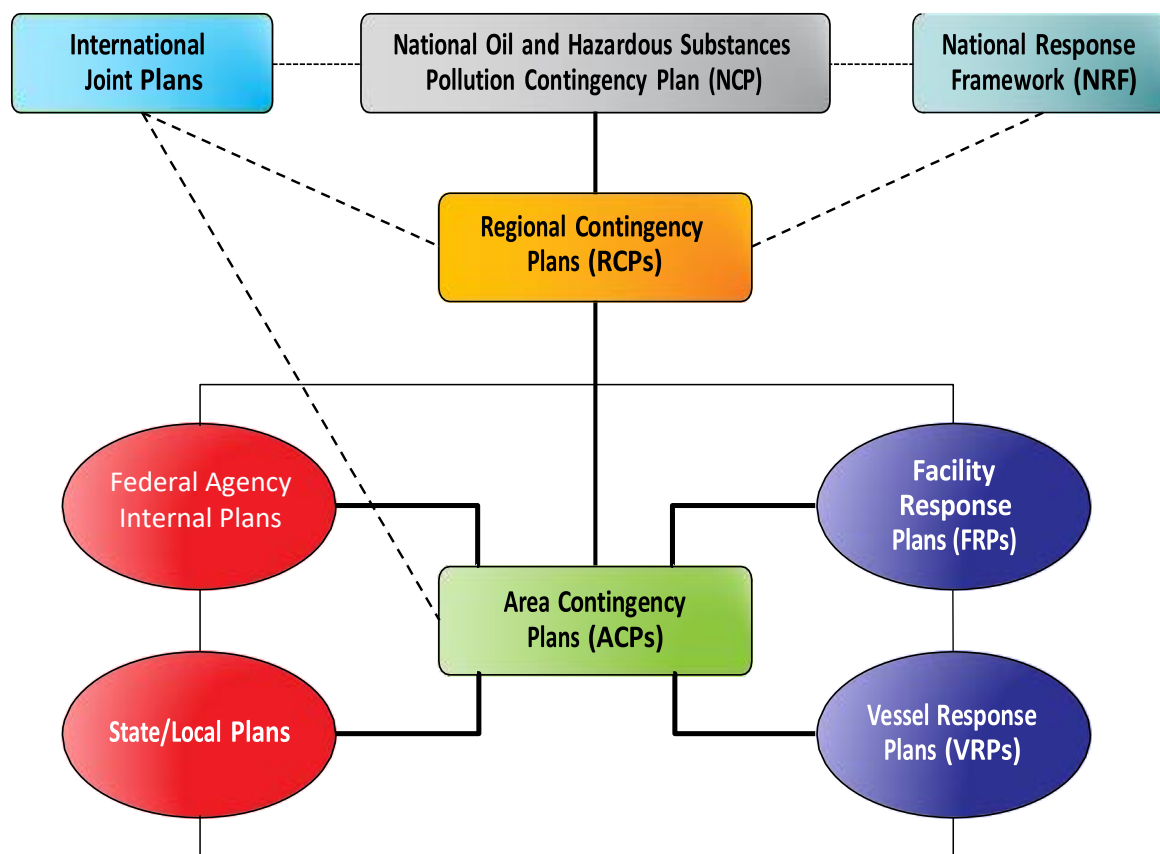 International
Joint Plans
National Oil and Hazardous Substances
Pollution Contingency Plan (NCP)
National Response
Framework (NRF)
Regional Contingency
Plans (RCPs)
Federal Agency
Internal Plans
Facility
Response
Plans (FRPs)
Area Contingency
Plans (ACPs)
State/Local Plans
Vessel Response
Plans (VRPs)